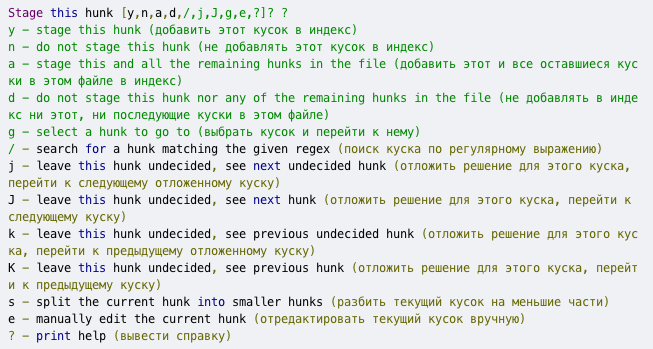 Stage this hunk [y,n,a,d,/,j,J,g,e,?]? ?
y — stage this hunk (добавить этот кусок в индекс)
n — do not stage this hunk (не добавлять этот кусок в индекс)
a — stage this and all the remaining hunks in the file (добавить этот и все оставшиеся кус
ки в этом файле в индекс)
d — do not stage this hunk nor any of the remaining hunks in the file (не добавлять в инде
кс ни этот, ни последующие куски в этом файле)
g — select a hunk to go to (выбрать кусок и перейти к нему)
/ — search for a hunk matching the given regex (поиск куска по регулярному выражению)
j — leave this hunk undecided, see next undecided hunk (отложить решение для этого куска,
перейти к следующему отложенному куску)
J — leave this hunk undecided, see next hunk (отложить решение для этого куска, перейти к
следующему куску)
k — leave this hunk undecided, see previous undecided hunk (отложить решение для этого кус
ка, перейти к предыдущему отложенному куску)
K — leave this hunk undecided, see previous hunk (отложить решение для этого куска, перейт
и к предыдущему куску)
s — split the current hunk into smaller hunks (разбить текущий кусок на меньшие части)
e — manually edit the current hunk (отредактировать текущий кусок вручную)
? — print help (вывести справку)